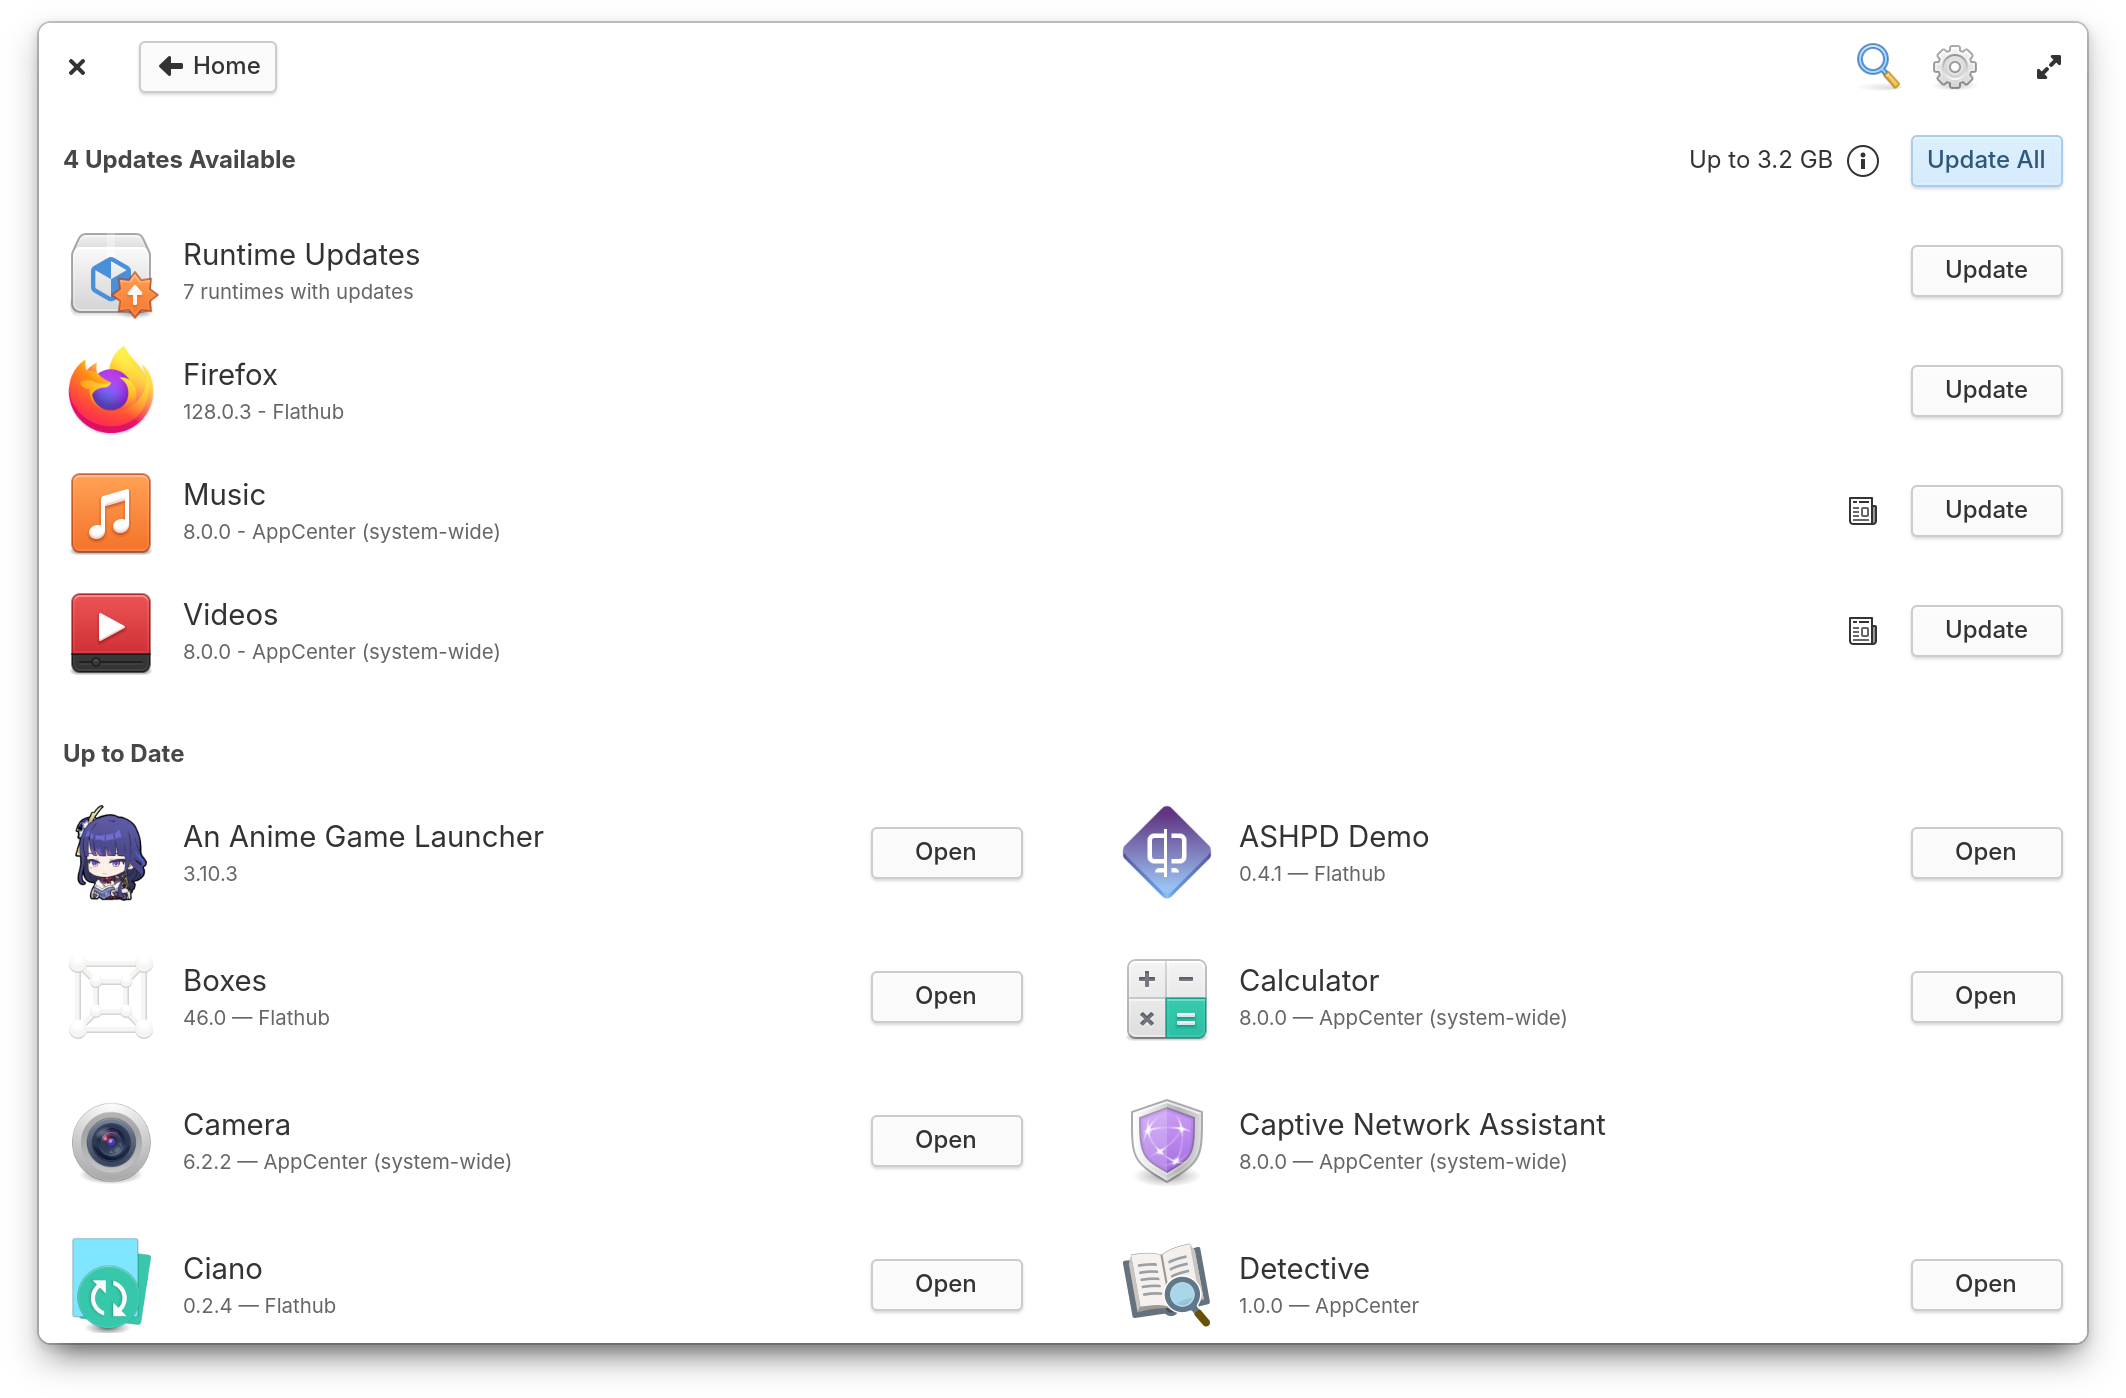 Home
4 Updates Available
Up to 3.2 GB
Update All
Runtime Updates
7 runtimes with updates
Update
Firefox
128.0.3 - Flathub
Update
Music
8.0.0 - AppCenter (system-wide)
Update
Videos
8.0.0 - AppCenter (system-wide)
Update
Up to Date
An Anime Game Launcher
3.10.3
Open
ASHPD Demo
0.4.1 — Flathub
Open
Boxes
46.0 — Flathub
Open
Calculator
8.0.0 — AppCenter (system-wide)
Open
Camera
6.2.2 — AppCenter (system-wide)
Open
Captive Network Assistant
8.0.0 — AppCenter (system-wide)
Ciano
0.2.4 — Flathub
Open
Detective
1.0.0 — AppCenter
Open